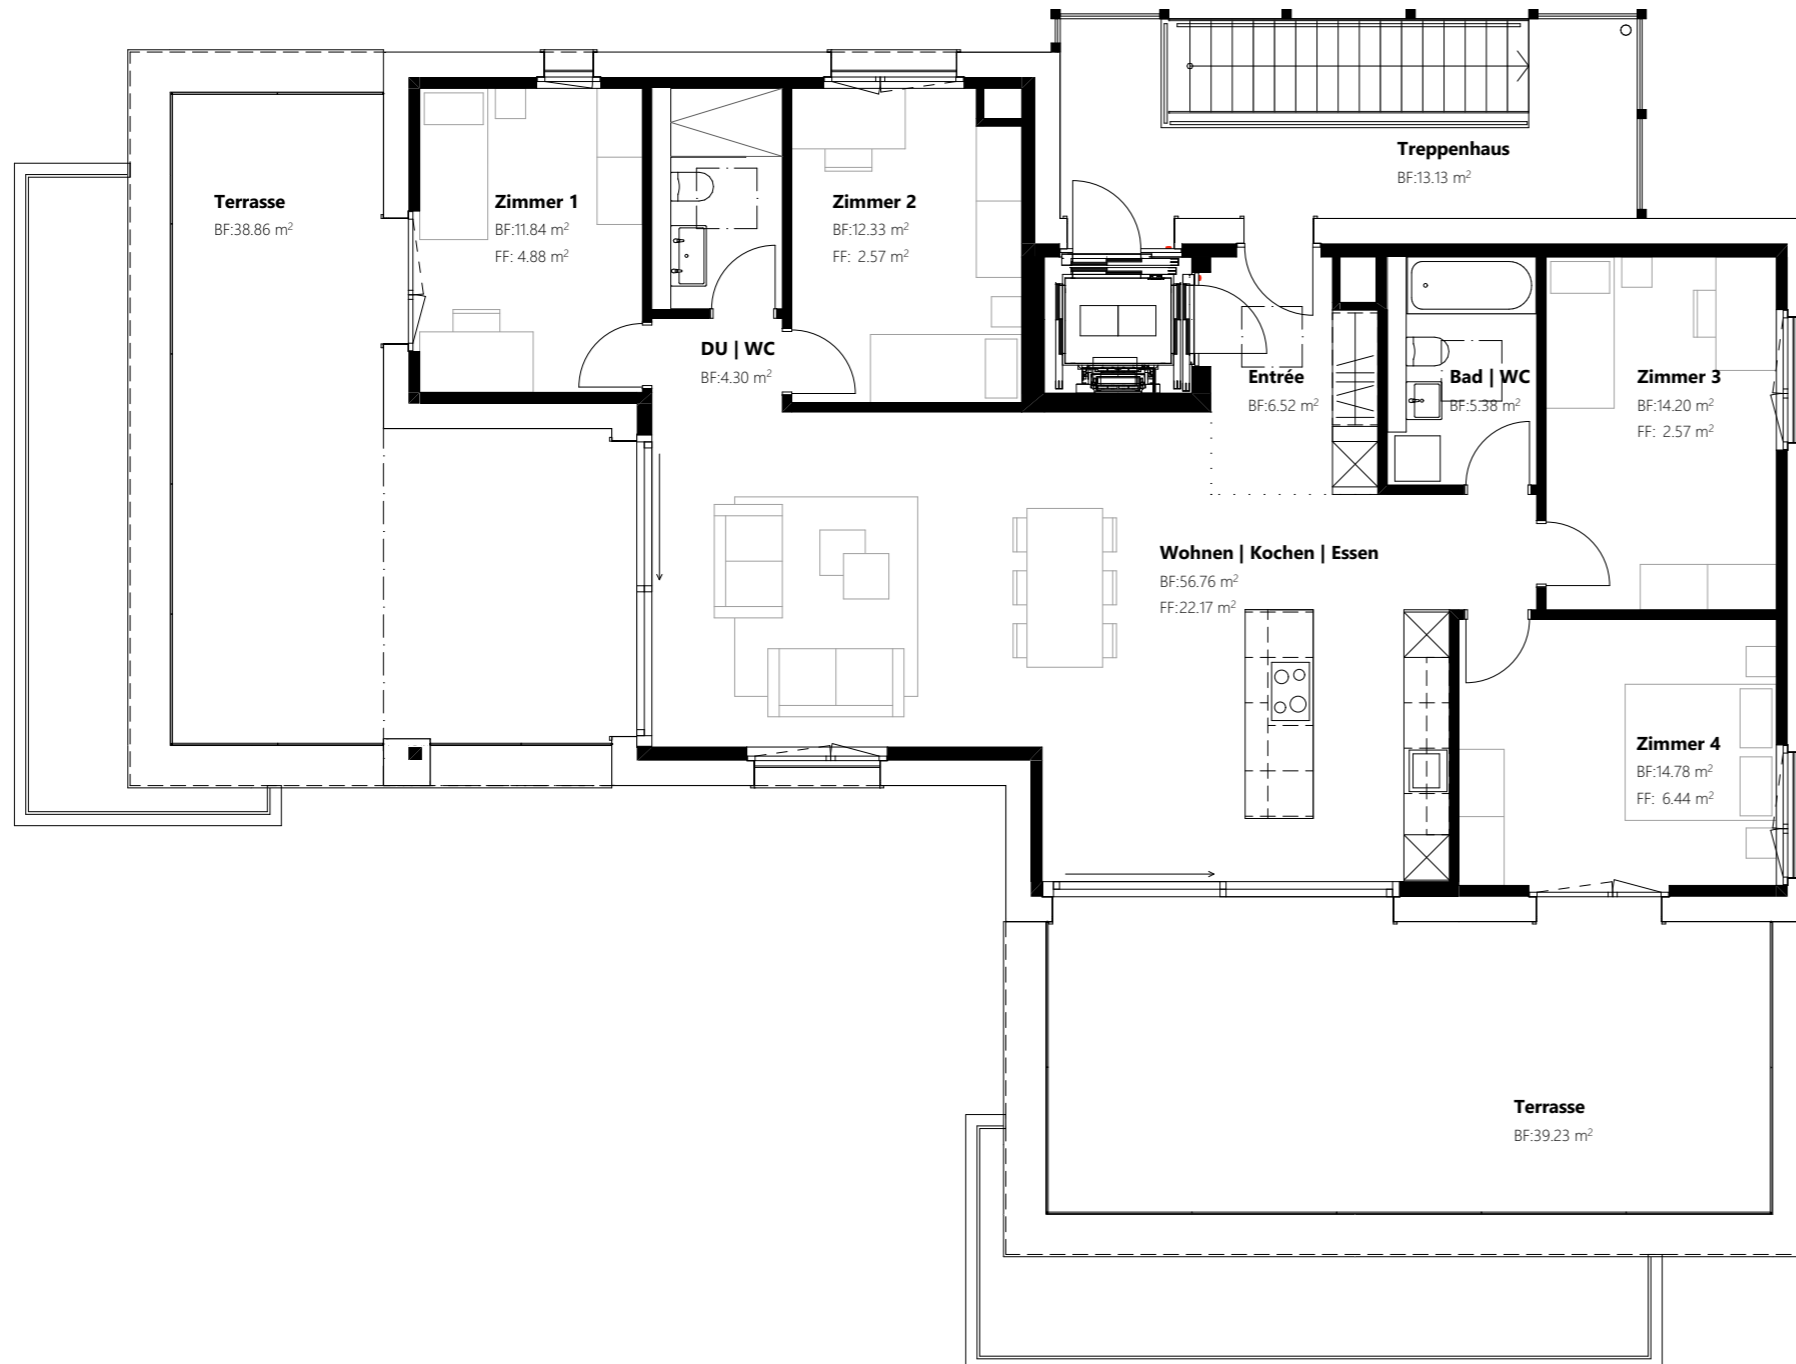 Treppenhaus
BF:13.13 m²
Terrasse
BF:38.86 m²
Zimmer 1
BF:11.84 m²
FF: 4.88 m²
Zimmer 2
BF:12.33 m²
FF: 2.57 m²
DU | WC
BF:4.30 m²
Entrée
BF:6.52 m²
Bad | WC
BF:5.38 m²
Zimmer 3
BF:14.20 m²
FF: 2.57 m²
Wohnen | Kochen | Essen
BF:56.76 m²
FF:22.17 m²
Zimmer 4
BF:14.78 m²
FF: 6.44 m²
Terrasse
BF:39.23 m²